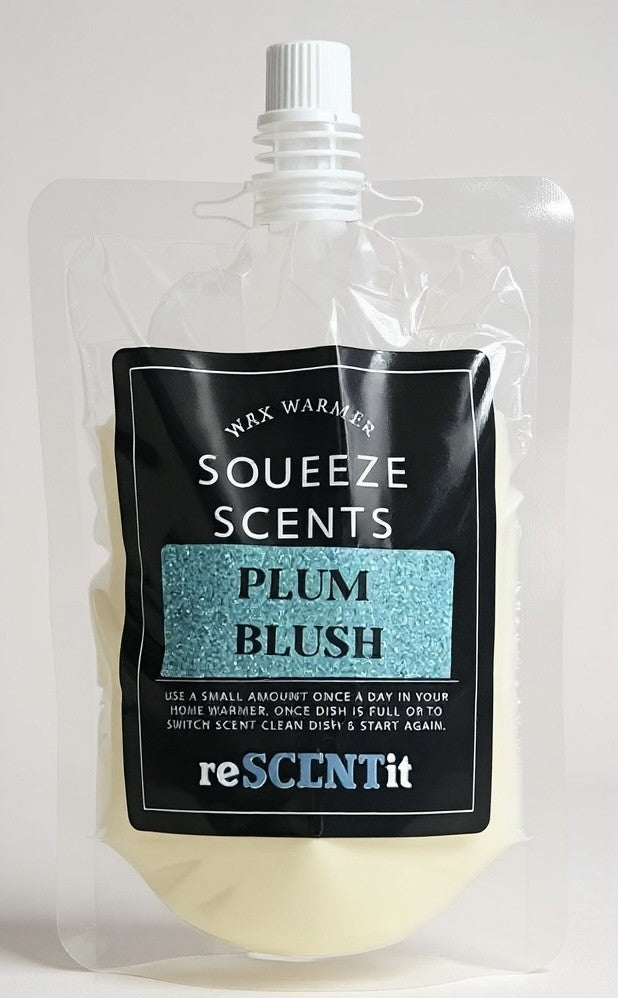 WAX WARMER
SQUEEZE
SCENTS
PLUM
BLUSH
USE A SMALL AMOUNT ONCE A DAY IN YOUR
HOME WARMER, ONCE DISH IS FULL OR TO
SWITCH SCENT CLEAN DISH & START AGAIN.
reSCENTit